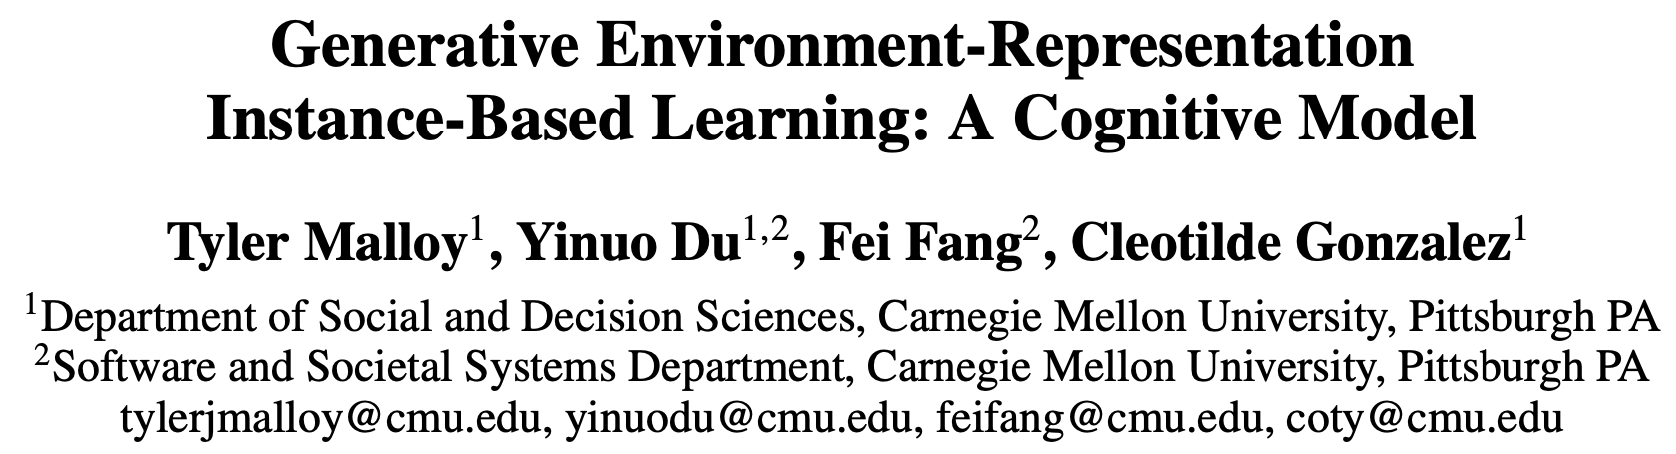 Generative Environment-Representation
Instance-Based Learning: A Cognitive Model
Tyler Malloy¹, Yinuo Du¹,², Fei Fang², Cleotilde Gonzalez¹
¹Department of Social and Decision Sciences, Carnegie Mellon University, Pittsburgh PA
²Software and Societal Systems Department, Carnegie Mellon University, Pittsburgh PA
tylerjmalloy@cmu.edu, yinuodu@cmu.edu, feifang@cmu.edu, coty@cmu.edu